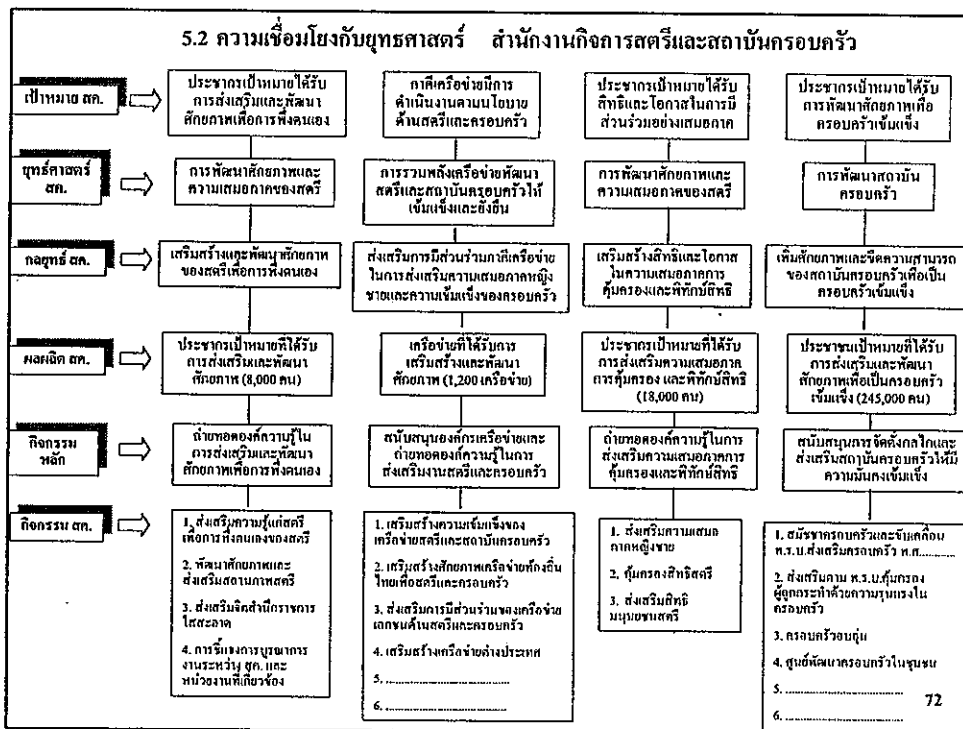 5.2 ความเชื่อมโยงกับยุทธศาสตร์ สำนักงานกิจการสตรีและสถาบันครอบครัว
เป้าหมาย สค.
ประชากรเป้าหมายได้รับ
การส่งเสริมและพัฒนา
ศักยภาพเพื่อการพึ่งตนเอง
ภาคีเครือข่ายมีการ
ดำเนินงานตามนโยบาย
ด้านสตรีและครอบครัว
ประชากรเป้าหมายได้รับ
สิทธิและโอกาสในการมี
ส่วนร่วมอย่างเสมอภาค
ประชากรเป้าหมายได้รับ
การพัฒนาศักยภาพเพื่อ
ครอบครัวเข้มแข็ง
ยุทธ์ศาสตร์
สค.
การพัฒนาศักยภาพและ
ความเสมอภาคของสตรี
การรวมพลังเครือข่ายพัฒนา
สตรีและสถาบันครอบครัวให้
เข้มแข็งและยั่งยืน
การพัฒนาศักยภาพและ
ความเสมอภาคของสตรี
การพัฒนาสถาบัน
ครอบครัว
กลยุทธ์ สค.
เสริมสร้างและพัฒนาศักยภาพ
ของสตรีเพื่อการพึ่งตนเอง
ส่งเสริมการมีส่วนร่วมภาคีเครือข่าย
ในการส่งเสริมความเสมอภาคหญิง
ชายและความเข้มแข็งของครอบครัว
เสริมสร้างสิทธิและโอกาส
ในความเสมอภาคการ
คุ้มครองและพิทักษ์สิทธิ
เพิ่มศักยภาพและขีดความสามารถ
ของสถาบันครอบครัวเพื่อเป็น
ครอบครัวเข้มแข็ง
ผลผลิต สค.
ประชากรเป้าหมายที่ได้รับ
การส่งเสริมและพัฒนา
ศักยภาพ (8,000 คน)
เครือข่ายที่ได้รับการ
เสริมสร้างและพัฒนา
ศักยภาพ (1,200 เครือข่าย)
ประชากรเป้าหมายที่ได้รับ
การส่งเสริมความเสมอภาค
การคุ้มครอง และพิทักษ์สิทธิ
(18,000 คน)
ประชาชนเป้าหมายที่ได้รับ
การส่งเสริมและพัฒนา
ศักยภาพเพื่อเป็นครอบครัว
เข้มแข็ง (245,000 คน)
กิจกรรม
หลัก
ถ่ายทอดองค์ความรู้ใน
การส่งเสริมและพัฒนา
ศักยภาพเพื่อการพึ่งตนเอง
สนับสนุนองค์กรเครือข่ายและ
ถ่ายทอดองค์ความรู้ในการ
ส่งเสริมงานสตรีและครอบครัว
ถ่ายทอดองค์ความรู้ในการ
ส่งเสริมความเสมอภาคการ
คุ้มครองและพิทักษ์สิทธิ
สนับสนุนการจัดตั้งกลไกและ
ส่งเสริมสถาบันครอบครัวให้มี
ความมั่นคงเข้มแข็ง
กิจกรรม สค.
1. ส่งเสริมความรู้แก่สตรี
เพื่อการพึ่งตนเองของสตรี
2. พัฒนาศักยภาพและ
ส่งเสริมสถานภาพสตรี
3. ส่งเสริมจิตสำนึกราชการ
ใสสะอาด
4. การชี้แจงการบูรณาการ
งานระหว่าง สค. และ
หน่วยงานที่เกี่ยวข้อง
1. เสริมสร้างความเข้มแข็งของ
เครือข่ายสตรีและสถาบันครอบครัว
2. เสริมสร้างศักยภาพเครือข่ายท้องถิ่น
ไทยเพื่อสตรีและครอบครัว
3. ส่งเสริมการมีส่วนร่วมของเครือข่าย
เอกชนด้านสตรีและครอบครัว
4. เสริมสร้างเครือข่ายต่างประเทศ
5. ................................
6. ................................
1. ส่งเสริมความเสมอ
ภาคหญิงชาย
2. คุ้มครองสิทธิสตรี
3. ส่งเสริมสิทธิ
มนุษยชนสตรี
1. สมัชชาครอบครัวและขับเคลื่อน
พ.ร.บ.ส่งเสริมครอบครัว พ.ศ...........
2. ส่งเสริมตาม พ.ร.บ.คุ้มครอง
ผู้ถูกกระทำด้วยความรุนแรงใน
ครอบครัว
3. ครอบครัวอบอุ่น
4. ศูนย์พัฒนาครอบครัวในชุมชน
5. ..............................
6. ..............................
72